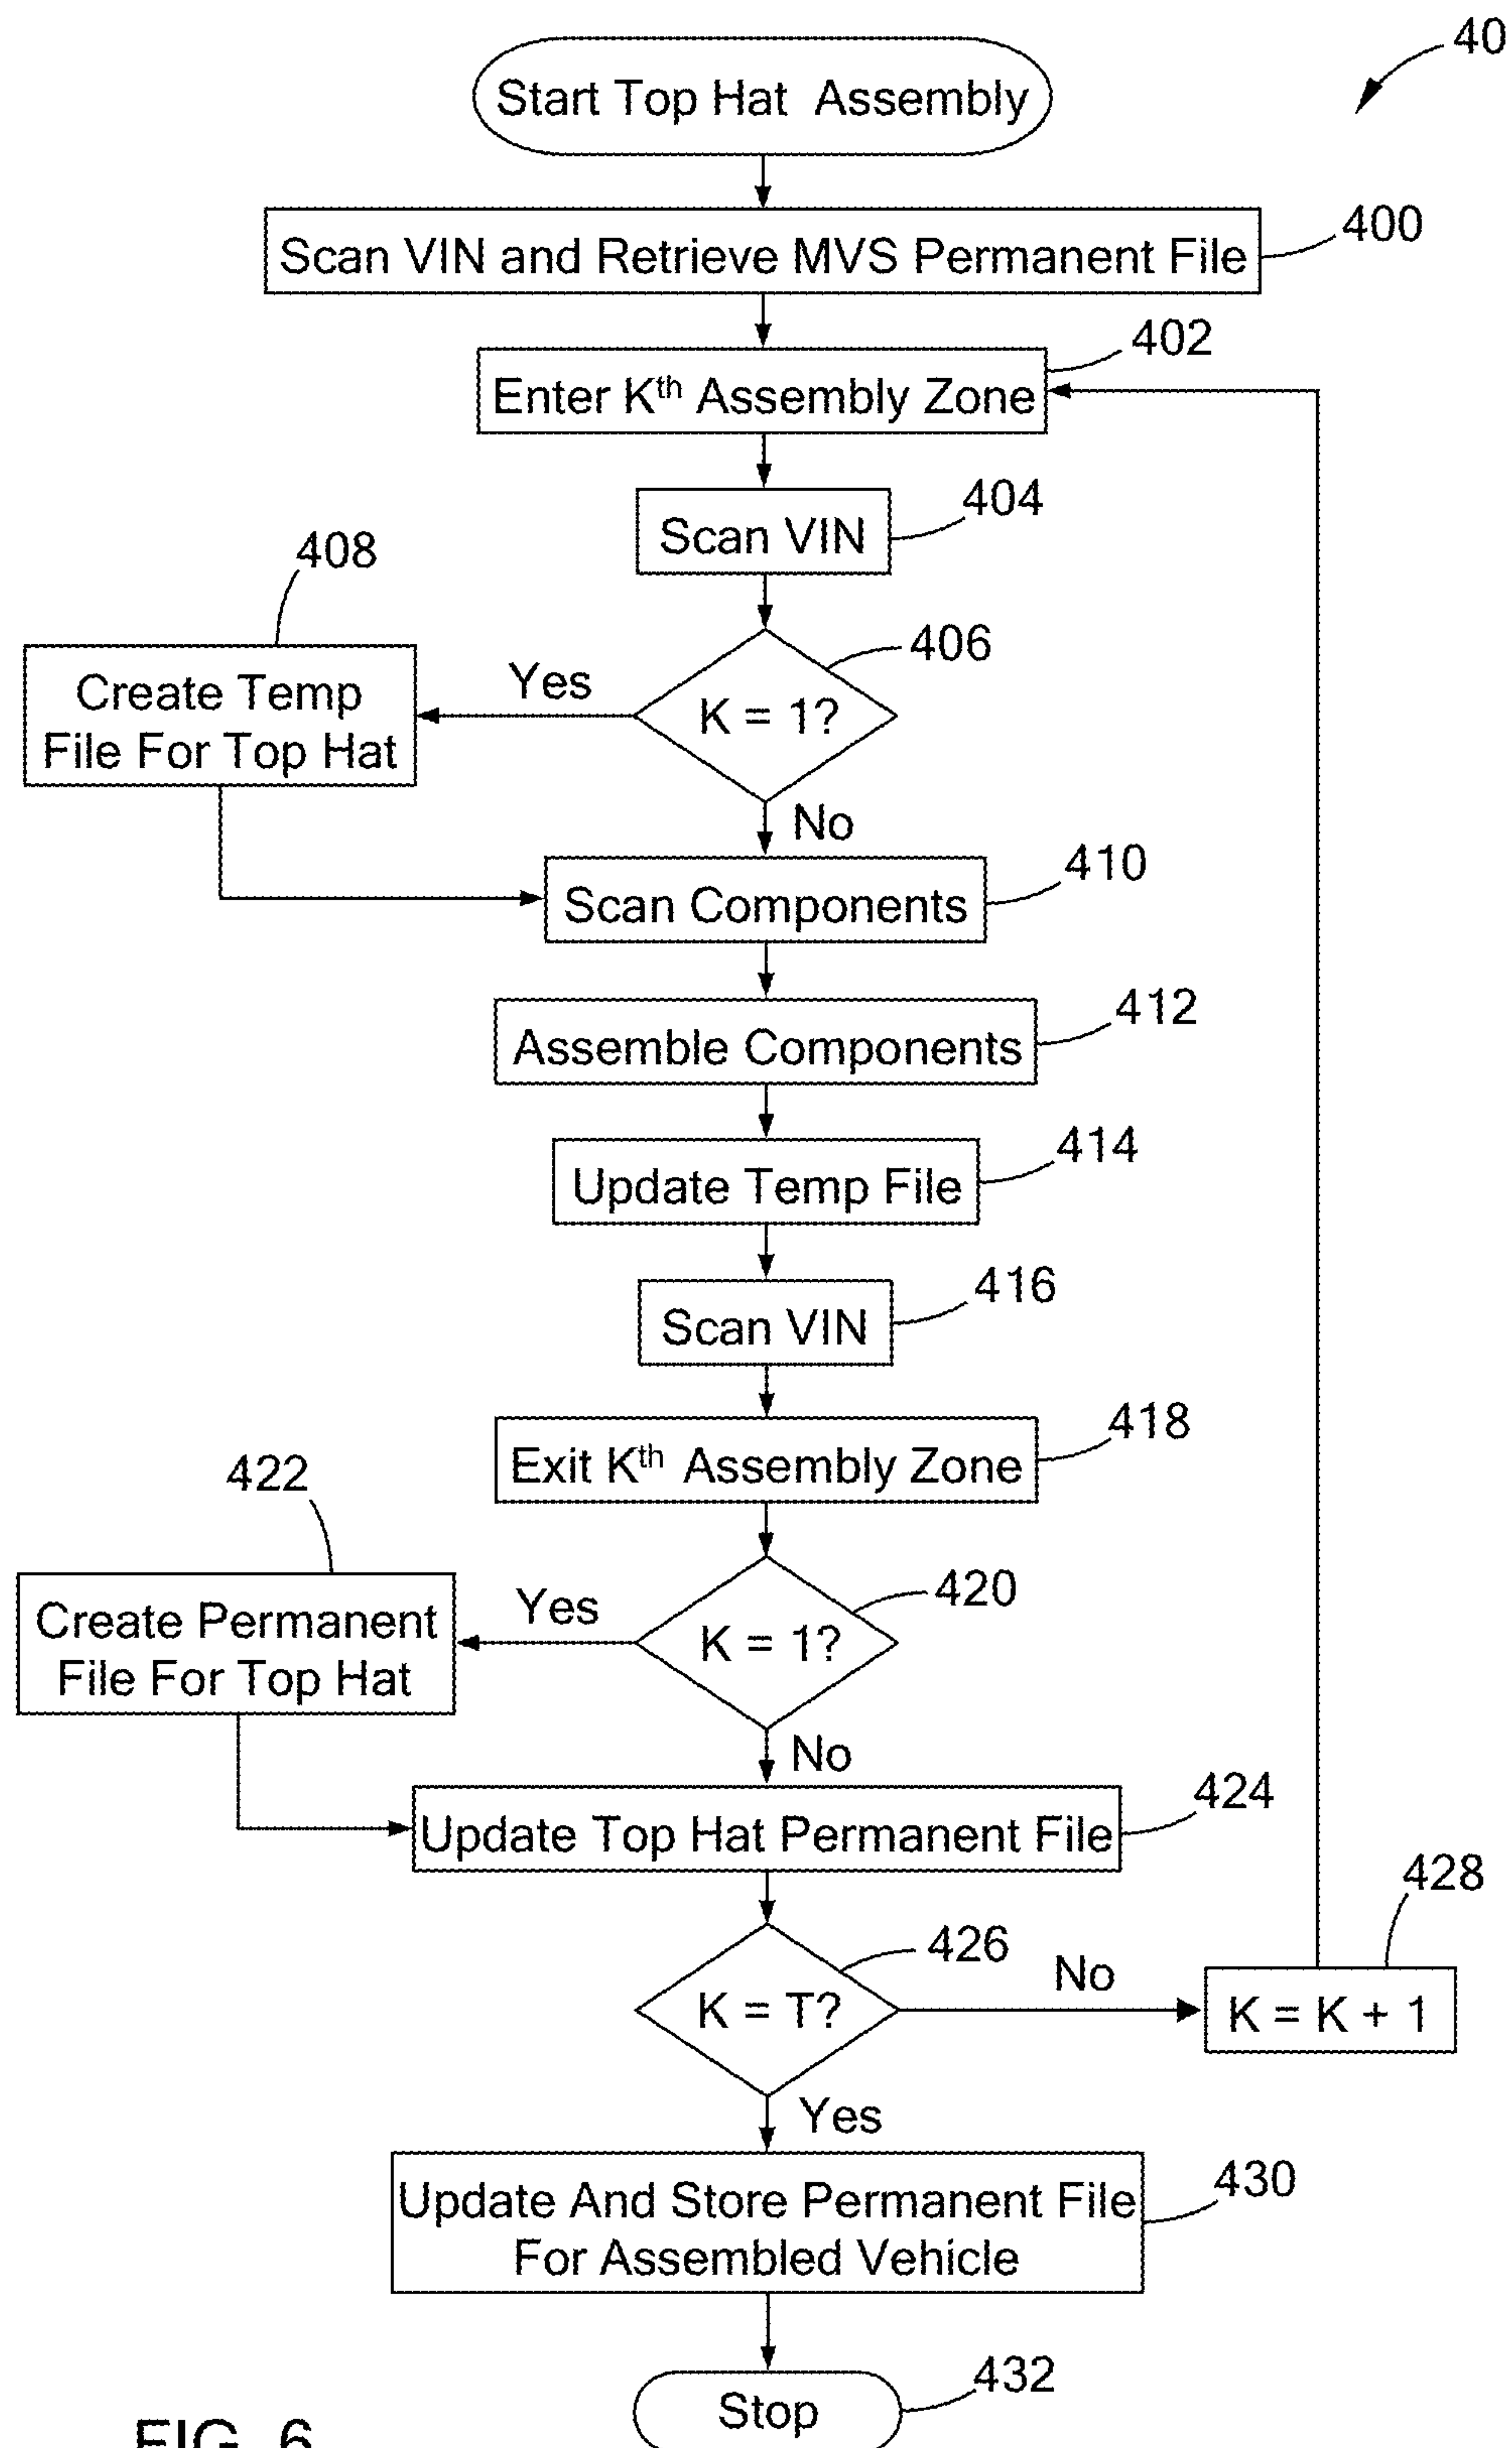 40
Start Top Hat Assembly
Scan VIN and Retrieve MVS Permanent File
400
402
Enter Kth Assembly Zone
404
Scan VIN
408
406
Create Temp
File For Top Hat
Yes
K = 1?
No
410
Scan Components
412
Assemble Components
414
Update Temp File
416
Scan VIN
418
Exit Kth Assembly Zone
422
420
Create Permanent
File For Top Hat
Yes
K = 1?
No
424
Update Top Hat Permanent File
428
426
K = T?
No
K = K + 1
Yes
430
Update And Store Permanent File
For Assembled Vehicle
432
Stop
FIG. 6